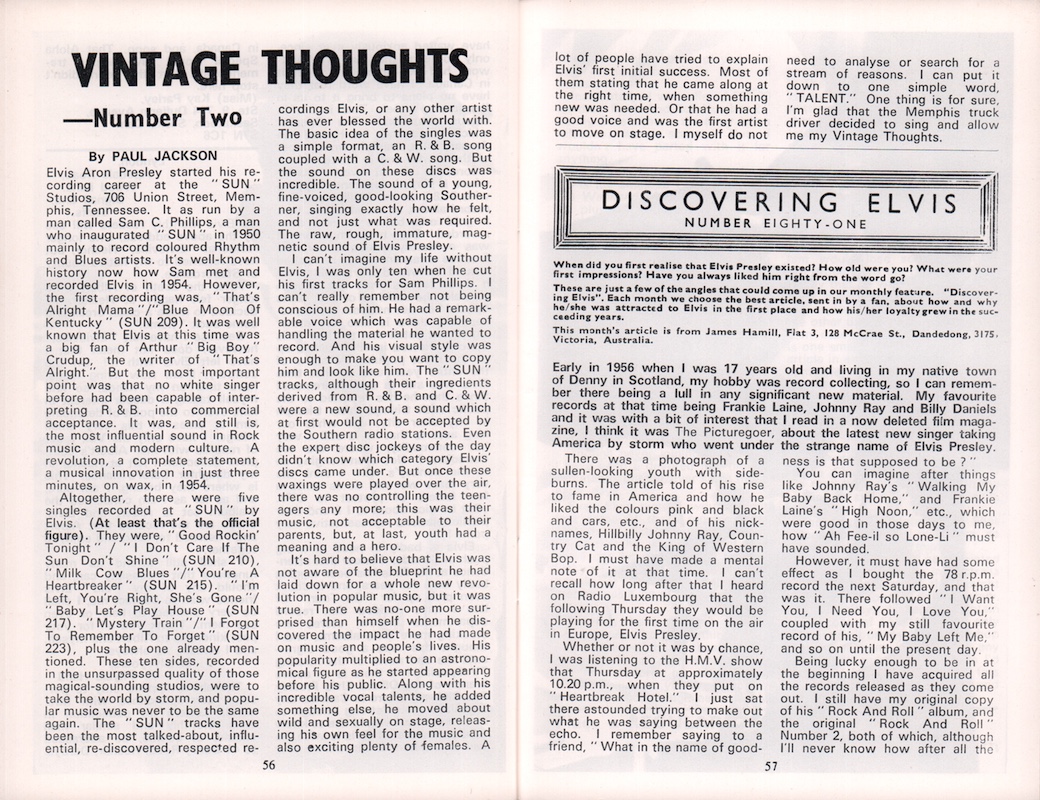 VINTAGE THOUGHTS
—Number Two
By PAUL JACKSON
Elvis Aron Presley started his re-
cording career at the "SUN"
Studios, 706 Union Street, Mem-
phis, Tennessee. It as run by a
man called Sam C. Phillips, a man
who inaugurated "SUN" in 1950
mainly to record coloured Rhythm
and Blues artists. It's well-known
history now how Sam met and
recorded Elvis in 1954. However,
the first recording was, "That's
Alright Mama"/"Blue Moon Of
Kentucky" (SUN 209). It was well
known that Elvis at this time was
a big fan of Arthur "Big Boy"
Crudup, the writer of "That's
Alright." But the most important
point was that no white singer
before had been capable of inter-
preting R. & B. into commercial
acceptance. It was, and still is,
the most influential sound in Rock
music and modern culture. A
revolution, a complete statement,
a musical innovation in just three
minutes, on wax, in 1954.
Altogether, there were five
singles recorded at "SUN" by
Elvis. (At least that's the official
figure). They were, "Good Rockin'
Tonight" / "I Don't Care If The
Sun Don't Shine" (SUN 210),
"Milk Cow Blues"/"You're A
Heartbreaker" (SUN 215). "I'm
Left, You're Right, She's Gone"/
"Baby Let's Play House" (SUN
217). "Mystery Train"/"I Forgot
To Remember To Forget" (SUN
223), plus the one already men-
tioned. These ten sides, recorded
in the unsurpassed quality of those
magical-sounding studios, were to
take the world by storm, and popu-
lar music was never to be the same
again. The "SUN" tracks have
been the most talked-about, influ-
ential, re-discovered, respected re-
cordings Elvis, or any other artist
has ever blessed the world with.
The basic idea of the singles was
a simple format, an R. & B. song
coupled with a C. & W. song. But
the sound on these discs was
incredible. The sound of a young,
fine-voiced, good-looking Souther-
ner, singing exactly how he felt,
and not just what was required.
The raw, rough, immature, mag-
netic sound of Elvis Presley.
I can't imagine my life without
Elvis, I was only ten when he cut
his first tracks for Sam Phillips. I
can't really remember not being
conscious of him. He had a remark-
able voice which was capable of
handling the material he wanted to
record. And his visual style was
enough to make you want to copy
him and look like him. The "SUN"
tracks, although their ingredients
derived from R. & B. and C. & W.
were a new sound, a sound which
at first would not be accepted by
the Southern radio stations. Even
the expert disc jockeys of the day
didn't know which category Elvis'
discs came under. But once these
waxings were played over the air,
there was no controlling the teen-
agers any more; this was their
music, not acceptable to their
parents, but, at last, youth had a
meaning and a hero.
It's hard to believe that Elvis was
not aware of the blueprint he had
laid down for a whole new revo-
lution in popular music, but it was
true. There was no-one more sur-
prised than himself when he dis-
covered the impact he had made
on music and people's lives. His
popularity multiplied to an astrono-
mical figure as he started appearing
before his public. Along with his
incredible vocal talents, he added
something else, he moved about
wild and sexually on stage, releas-
ing his own feel for the music and
also exciting plenty of females. A
56
lot of people have tried to explain
Elvis' first initial success. Most of
them stating that he came along at
the right time, when something
new was needed. Or that he had a
good voice and was the first artist
to move on stage. I myself do not
need to analyse or search for a
stream of reasons. I can put it
down to one simple word,
"TALENT." One thing is for sure,
I'm glad that the Memphis truck
driver decided to sing and allow
me my Vintage Thoughts.
DISCOVERING ELVIS
NUMBER EIGHTY-ONE
When did you first realise that Elvis Presley existed? How old were you? What were your
first impressions? Have you always liked him right from the word go?
These are just a few of the angles that could come up in our monthly feature. "Discover-
ing Elvis". Each month we choose the best article, sent in by a fan, about how and why
he/she was attracted to Elvis in the first place and how his/her loyalty grew in the suc-
ceeding years.
This month's article is from James Hamill, Flat 3, 128 McCrae St., Dandedong, 3175,
Victoria, Australia.
Early in 1956 when I was 17 years old and living in my native town
of Denny in Scotland, my hobby was record collecting, so I can remem-
ber there being a lull in any significant new material. My favourite
records at that time being Frankie Laine, Johnny Ray and Billy Daniels
and it was with a bit of interest that I read in a now deleted film maga-
zine, I think it was The Picturegoer, about the latest new singer taking
America by storm who went under the strange name of Elvis Presley.
There was a photograph of a
sullen-looking youth with side-
burns. The article told of his rise
to fame in America and how he
liked the colours pink and black
and cars, etc., and of his nick-
names, Hillbilly Johnny Ray, Coun-
try Cat and the King of Western
Bop. I must have made a mental
note of it at that time. I can't
recall how long after that I heard
on Radio Luxembourg that the
following Thursday they would be
playing for the first time on the air
in Europe, Elvis Presley.
Whether or not it was by chance,
I was listening to the H.M.V. show
that Thursday at approximately
10.20 p.m., when they put on
"Heartbreak Hotel." I just sat
there astounded trying to make out
what he was saying between the
echo. I remember saying to a
friend, "What in the name of good-
ness is that supposed to be?"
You can imagine after things
like Johnny Ray's "Walking My
Baby Back Home," and Frankie
Laine's "High Noon," etc., which
were good in those days to me,
how "Ah Fee-il so Lone-Li" must
have sounded.
However, it must have had some
effect as I bought the 78 r.p.m.
record the next Saturday, and that
was it. There followed "I Want
You, I Need You, I Love You,"
coupled with my still favourite
record of his, "My Baby Left Me,"
and so on until the present day.
Being lucky enough to be in at
the beginning I have acquired all
the records released as they come
out. I still have my original copy
of his "Rock And Roll" album, and
the original "Rock And Roll"
Number 2, both of which, although
I'll never know how after all the
57